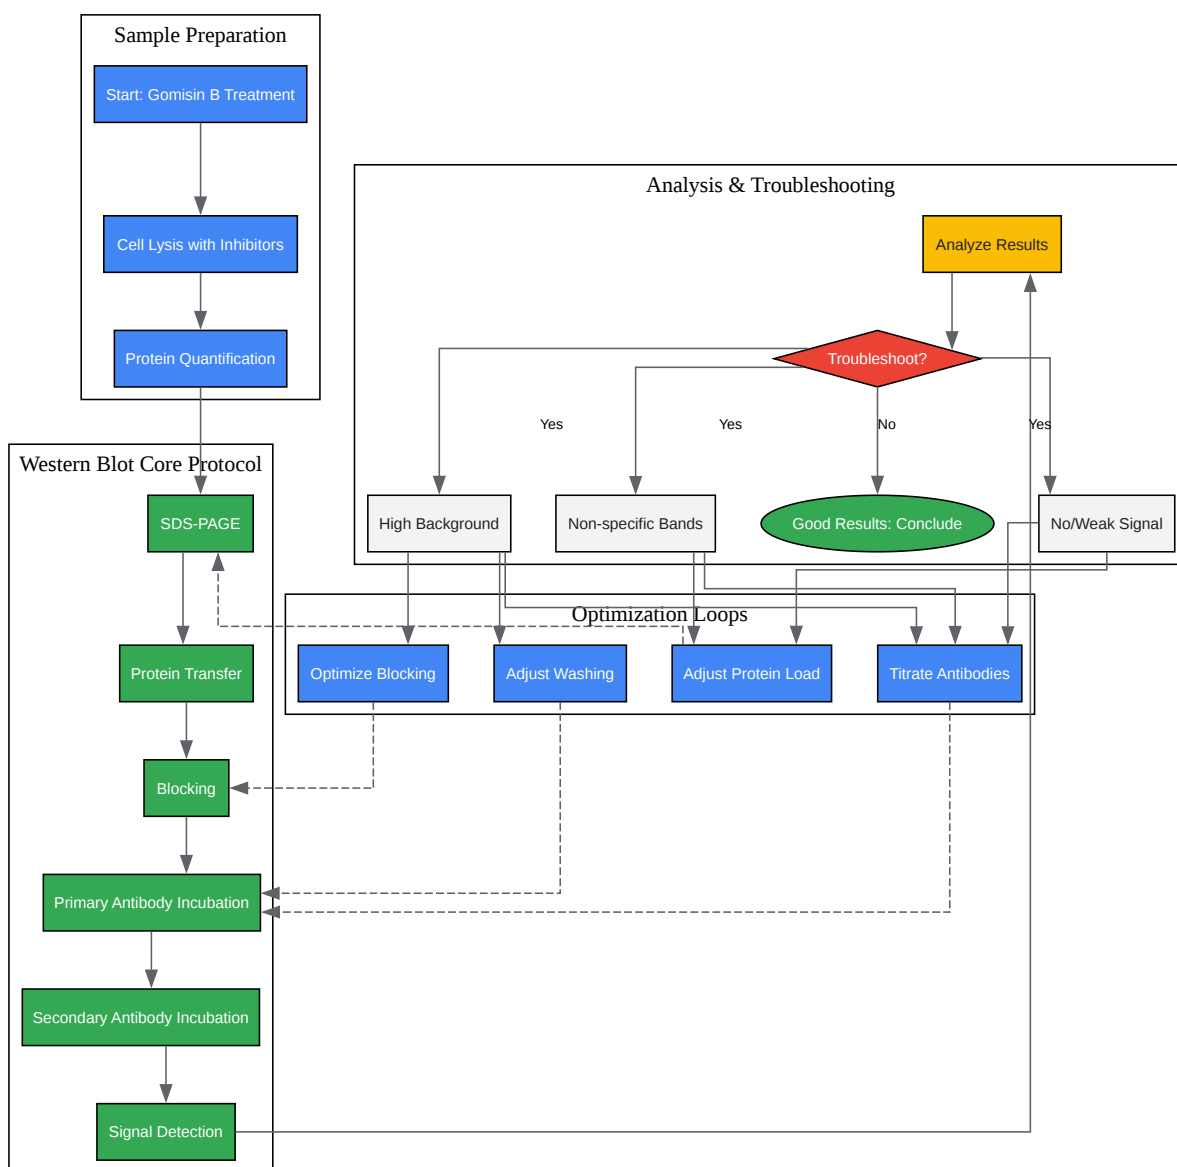 Sample Preparation
Start: Gomisin B Treatment
Cell Lysis with Inhibitors
Protein Quantification
Analysis & Troubleshooting
Analyze Results
Troubleshoot?
Yes
Yes
No
Yes
High Background
Non-specific Bands
Good Results: Conclude
No/Weak Signal
Western Blot Core Protocol
SDS-PAGE
Protein Transfer
Blocking
Primary Antibody Incubation
Secondary Antibody Incubation
Signal Detection
Optimization Loops
Optimize Blocking
Adjust Washing
Adjust Protein Load
Titrate Antibodies